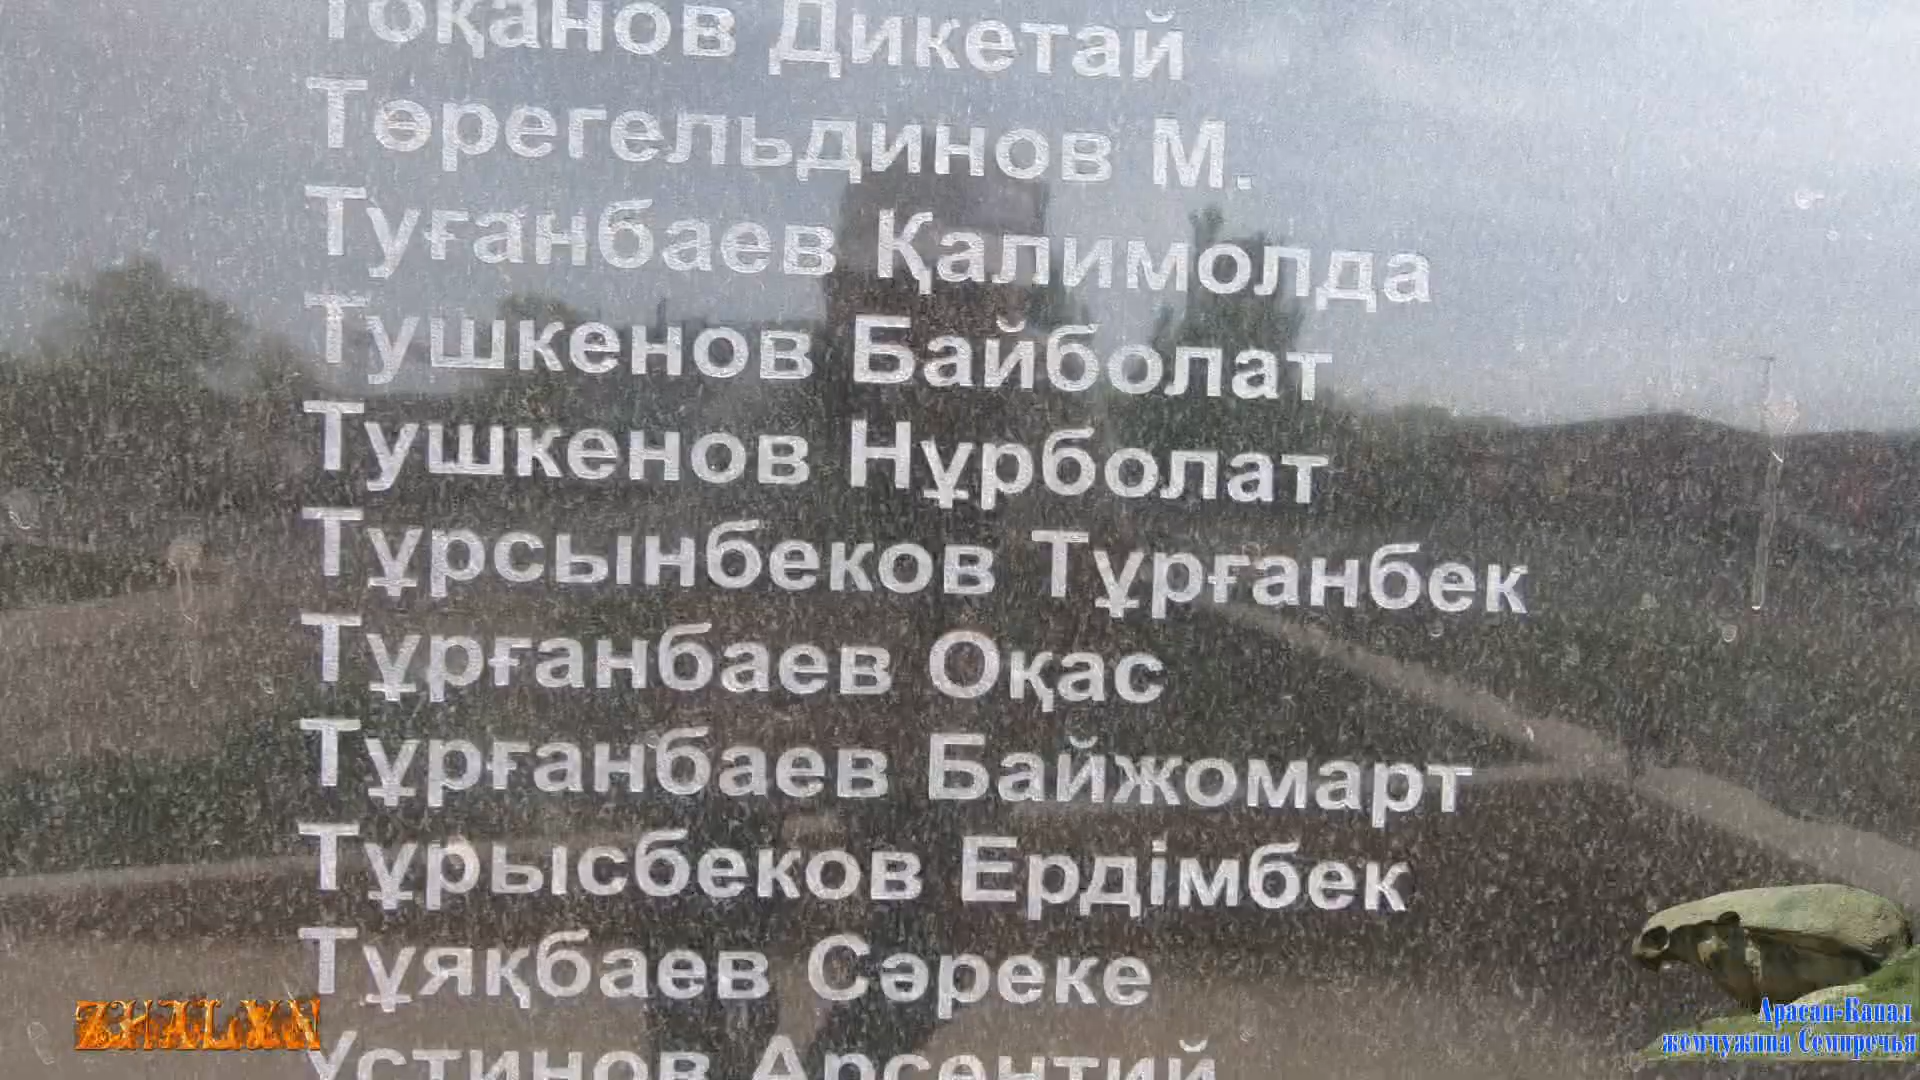 Тоқанов Дикетай
Төрегельдинов М.
Туғанбаев Қалимолда
Тушкенов Байболат
Тушкенов Нұрболат
Тұрсынбеков Тұрғанбек
Тұрғанбаев Оқас
Тұрғанбаев Байжомарт
Тұрысбеков Ердімбек
Тұяқбаев Сәреке
Устинов Арсентий
ZHALXN
Арасан-Капал
жемчужина Семиречья